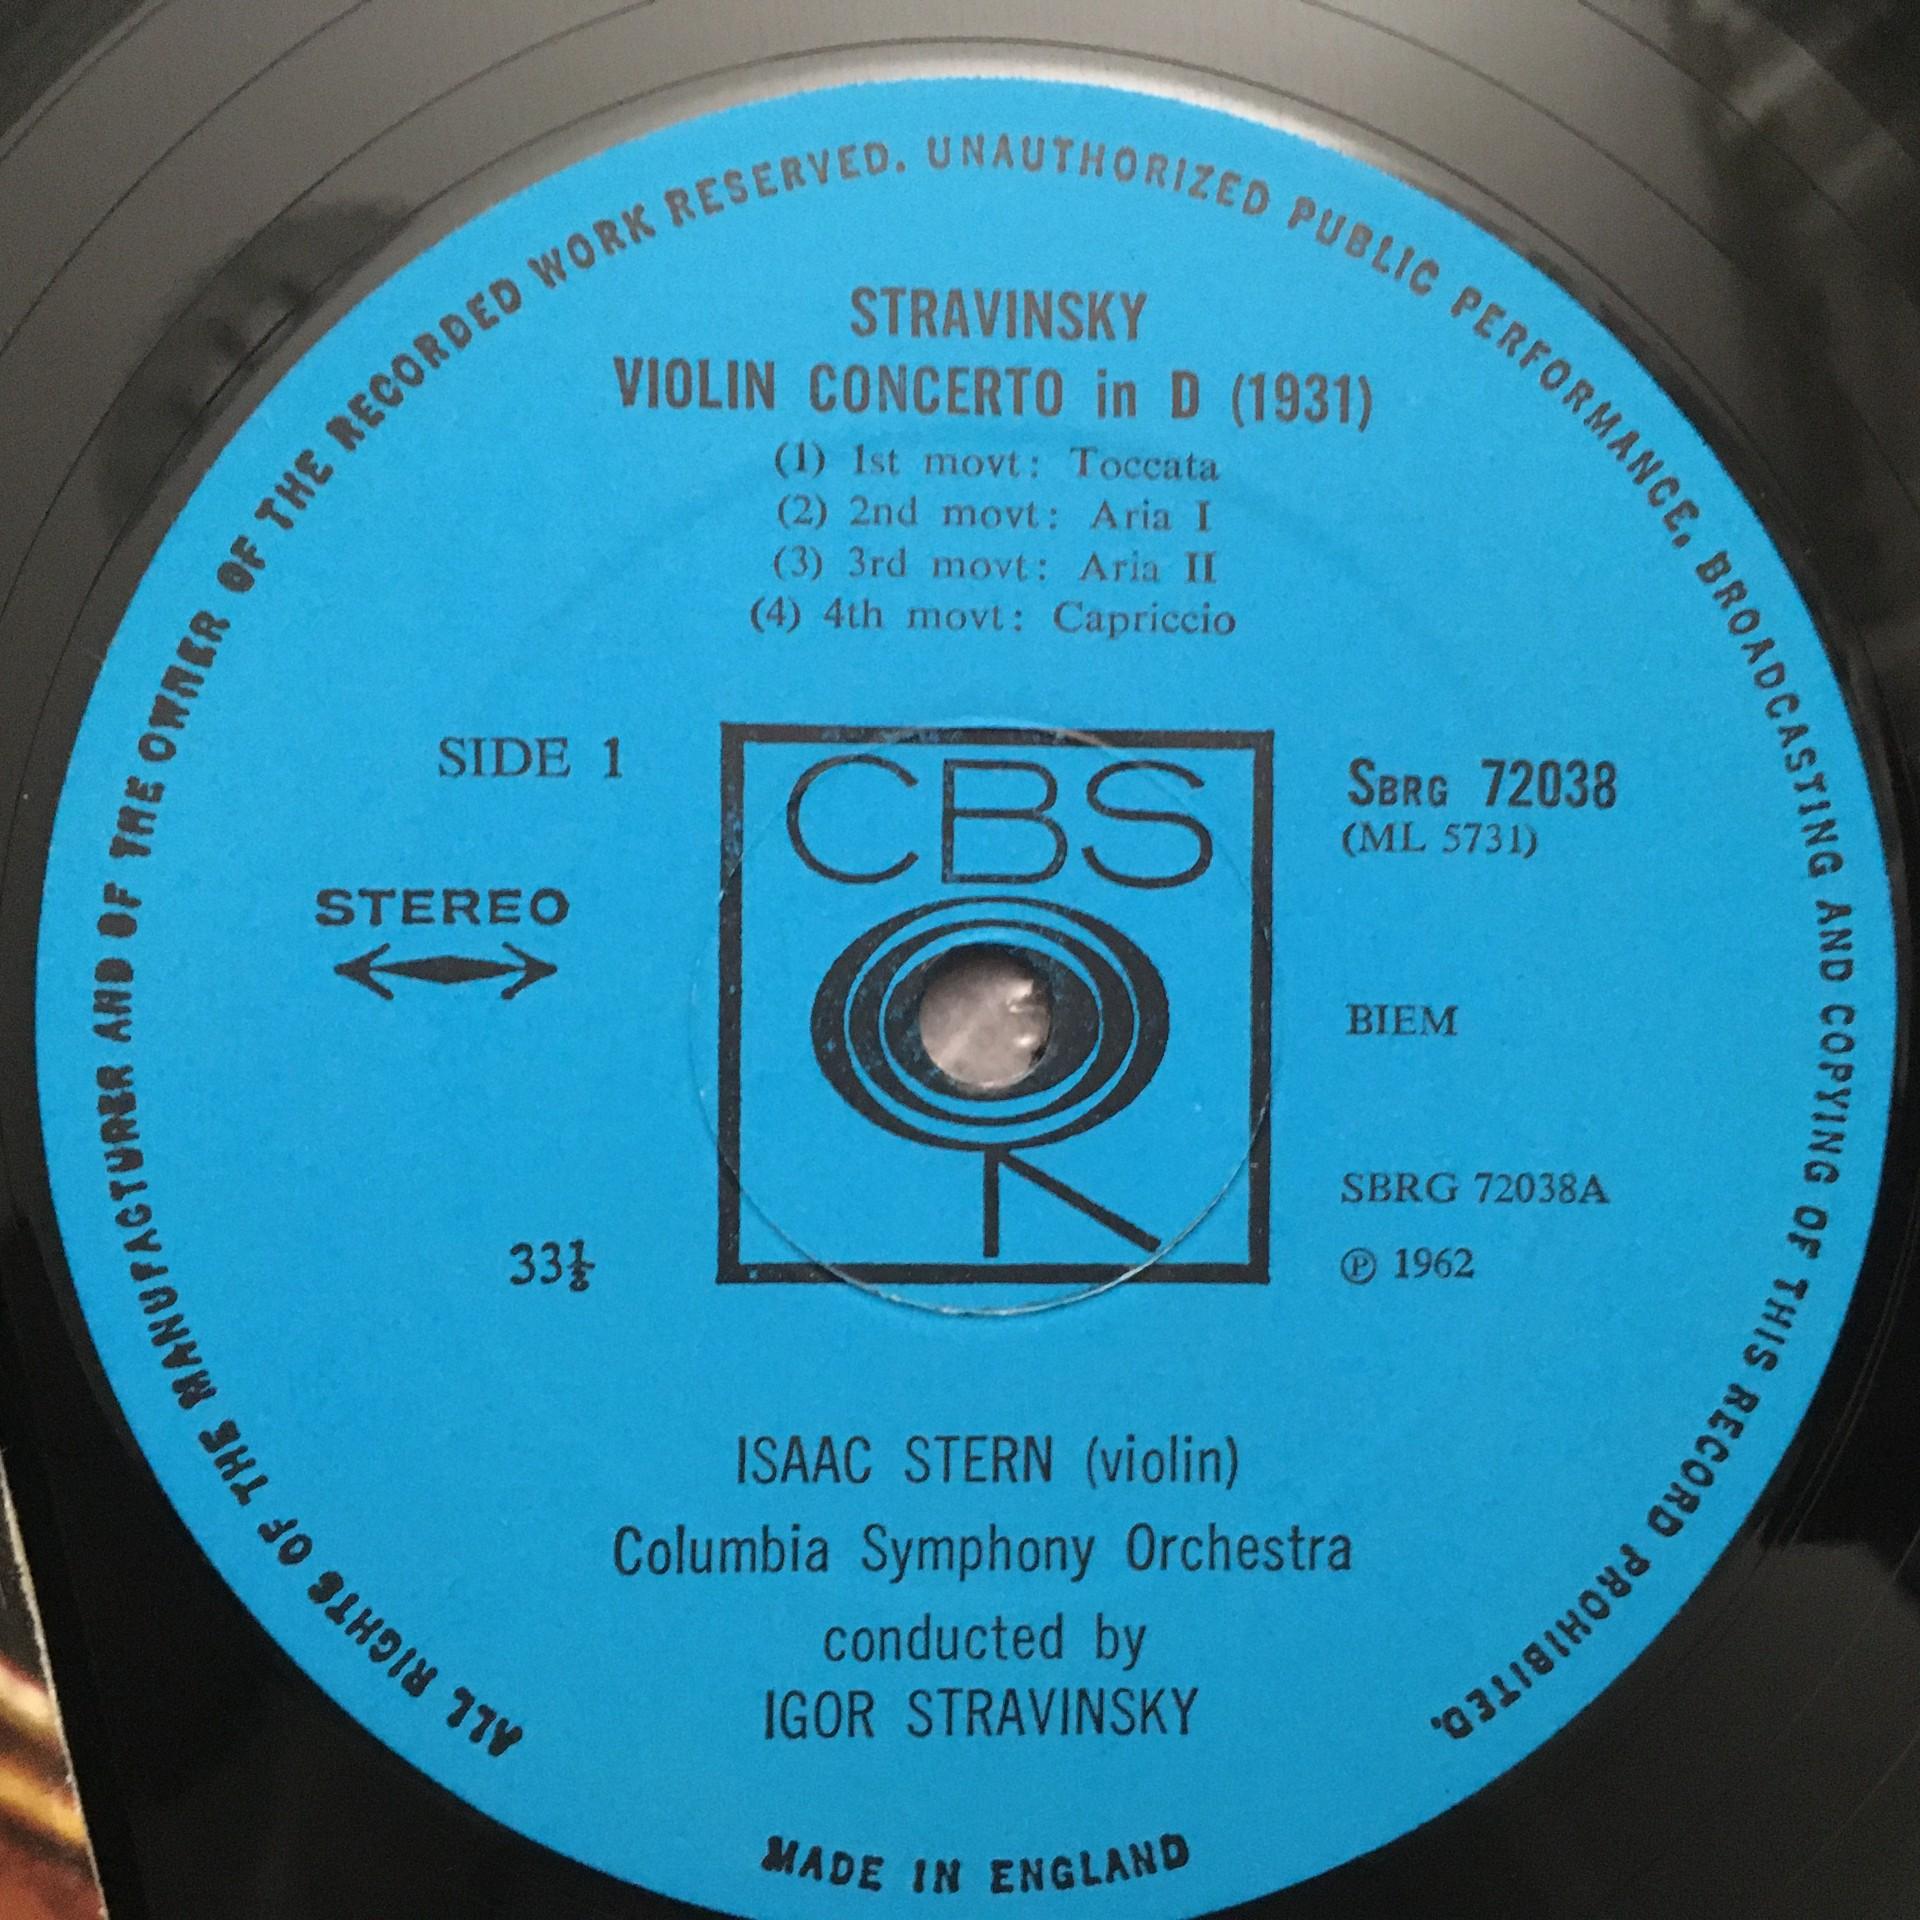 ALL RIGHTS OF THE MANUFACTURER AND OF THE OWNER OF THE RECORDED WORK RESERVED. UNAUTHORIZED PUBLIC PERFORMANCE, BROADCASTING AND COPYING OF THIS RECORD PROHIBITED.
STRAVINSKY
VIOLIN CONCERTO in D (1931)
(1) 1st movt: Toccata
(2) 2nd movt: Aria I
(3) 3rd movt: Aria II
(4) 4th movt: Capriccio
SIDE 1
CBS
SBRG 72038
(ML 5731)
STEREO
BIEM
SBRG 72038A
33⅓
℗ 1962
ISAAC STERN (violin)
Columbia Symphony Orchestra
conducted by
IGOR STRAVINSKY
MADE IN ENGLAND